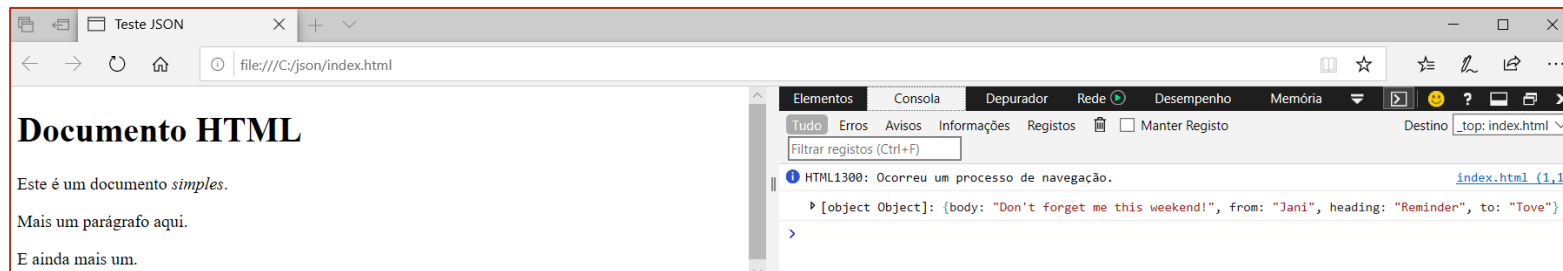 Teste JSON
file:///C:/json/index.html
Documento HTML
Este é um documento simples.
Mais um parágrafo aqui.
E ainda mais um.
Elementos Consola Depurador Rede Desempenho Memória ?
Tudo Erros Avisos Informações Registos Manter Registo Destino _top: index.html
Filtrar registos (Ctrl+F)
HTML1300: Ocorreu um processo de navegação. index.html (1,1
[object Object]: {body: "Don't forget me this weekend!", from: "Jani", heading: "Reminder", to: "Tove"}
>